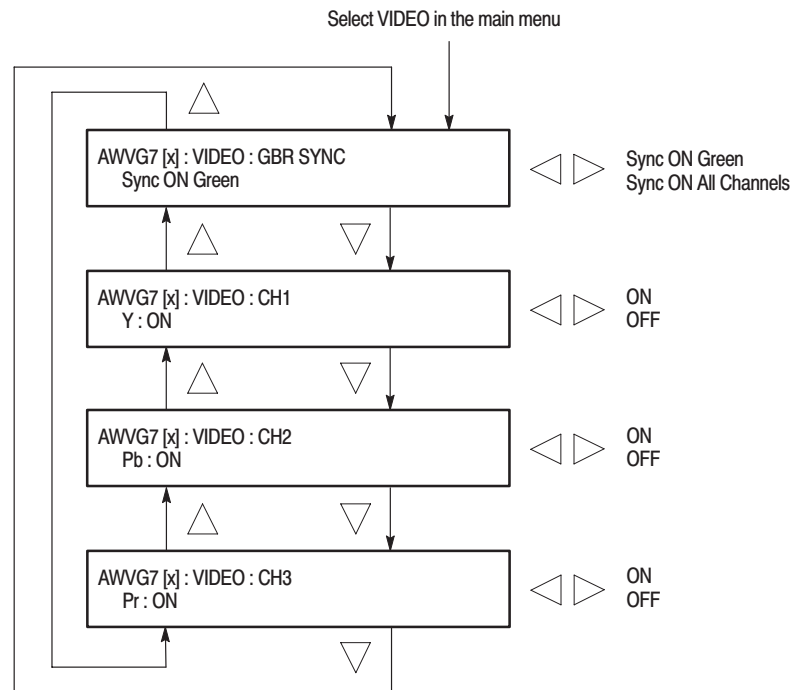 Select VIDEO in the main menu
AWVG7 [x] : VIDEO : GBR SYNC
Sync ON Green
Sync ON Green
Sync ON All Channels
AWVG7 [x] : VIDEO : CH1
Y : ON
ON
OFF
AWVG7 [x] : VIDEO : CH2
Pb : ON
ON
OFF
AWVG7 [x] : VIDEO : CH3
Pr : ON
ON
OFF